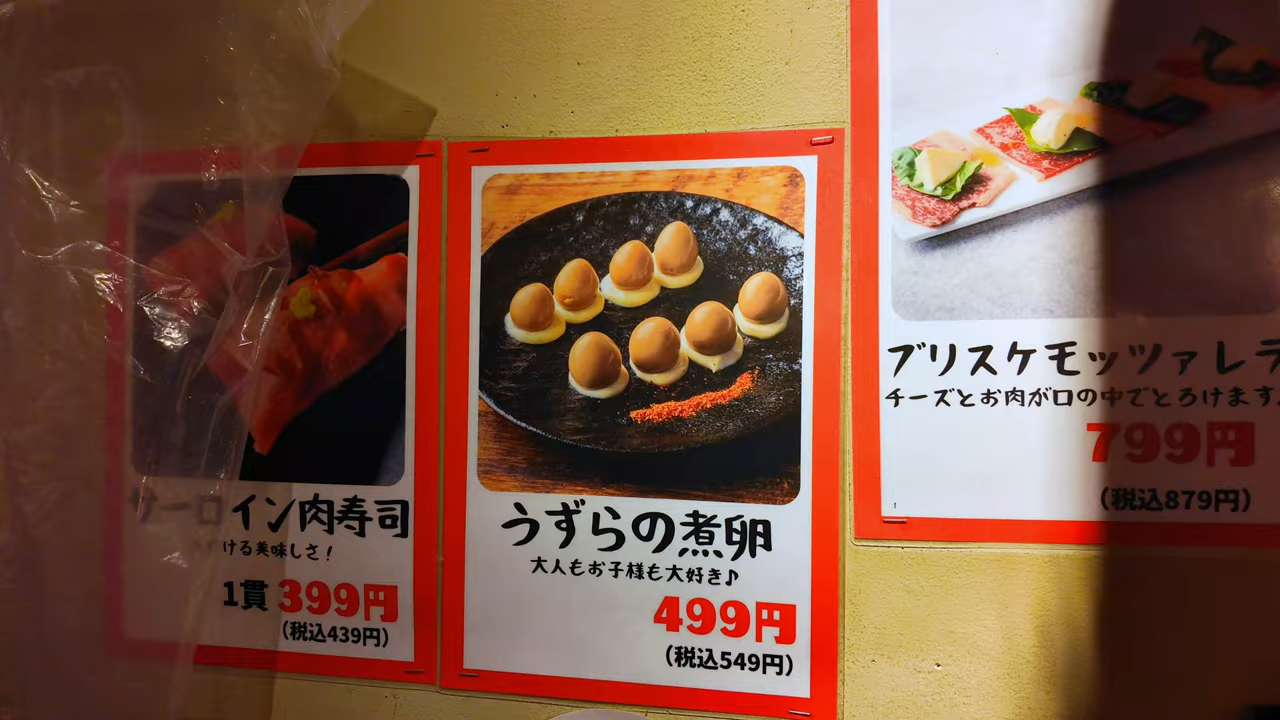 サーロイン肉寿司
ける美味しさ!
1貫 399円
(税込439円)
うずらの煮卵
大人もお子様も大好き♪
499円
(税込549円)
ブリスケモッツァレラ
チーズとお肉が口の中でとろけます
799円
(税込879円)